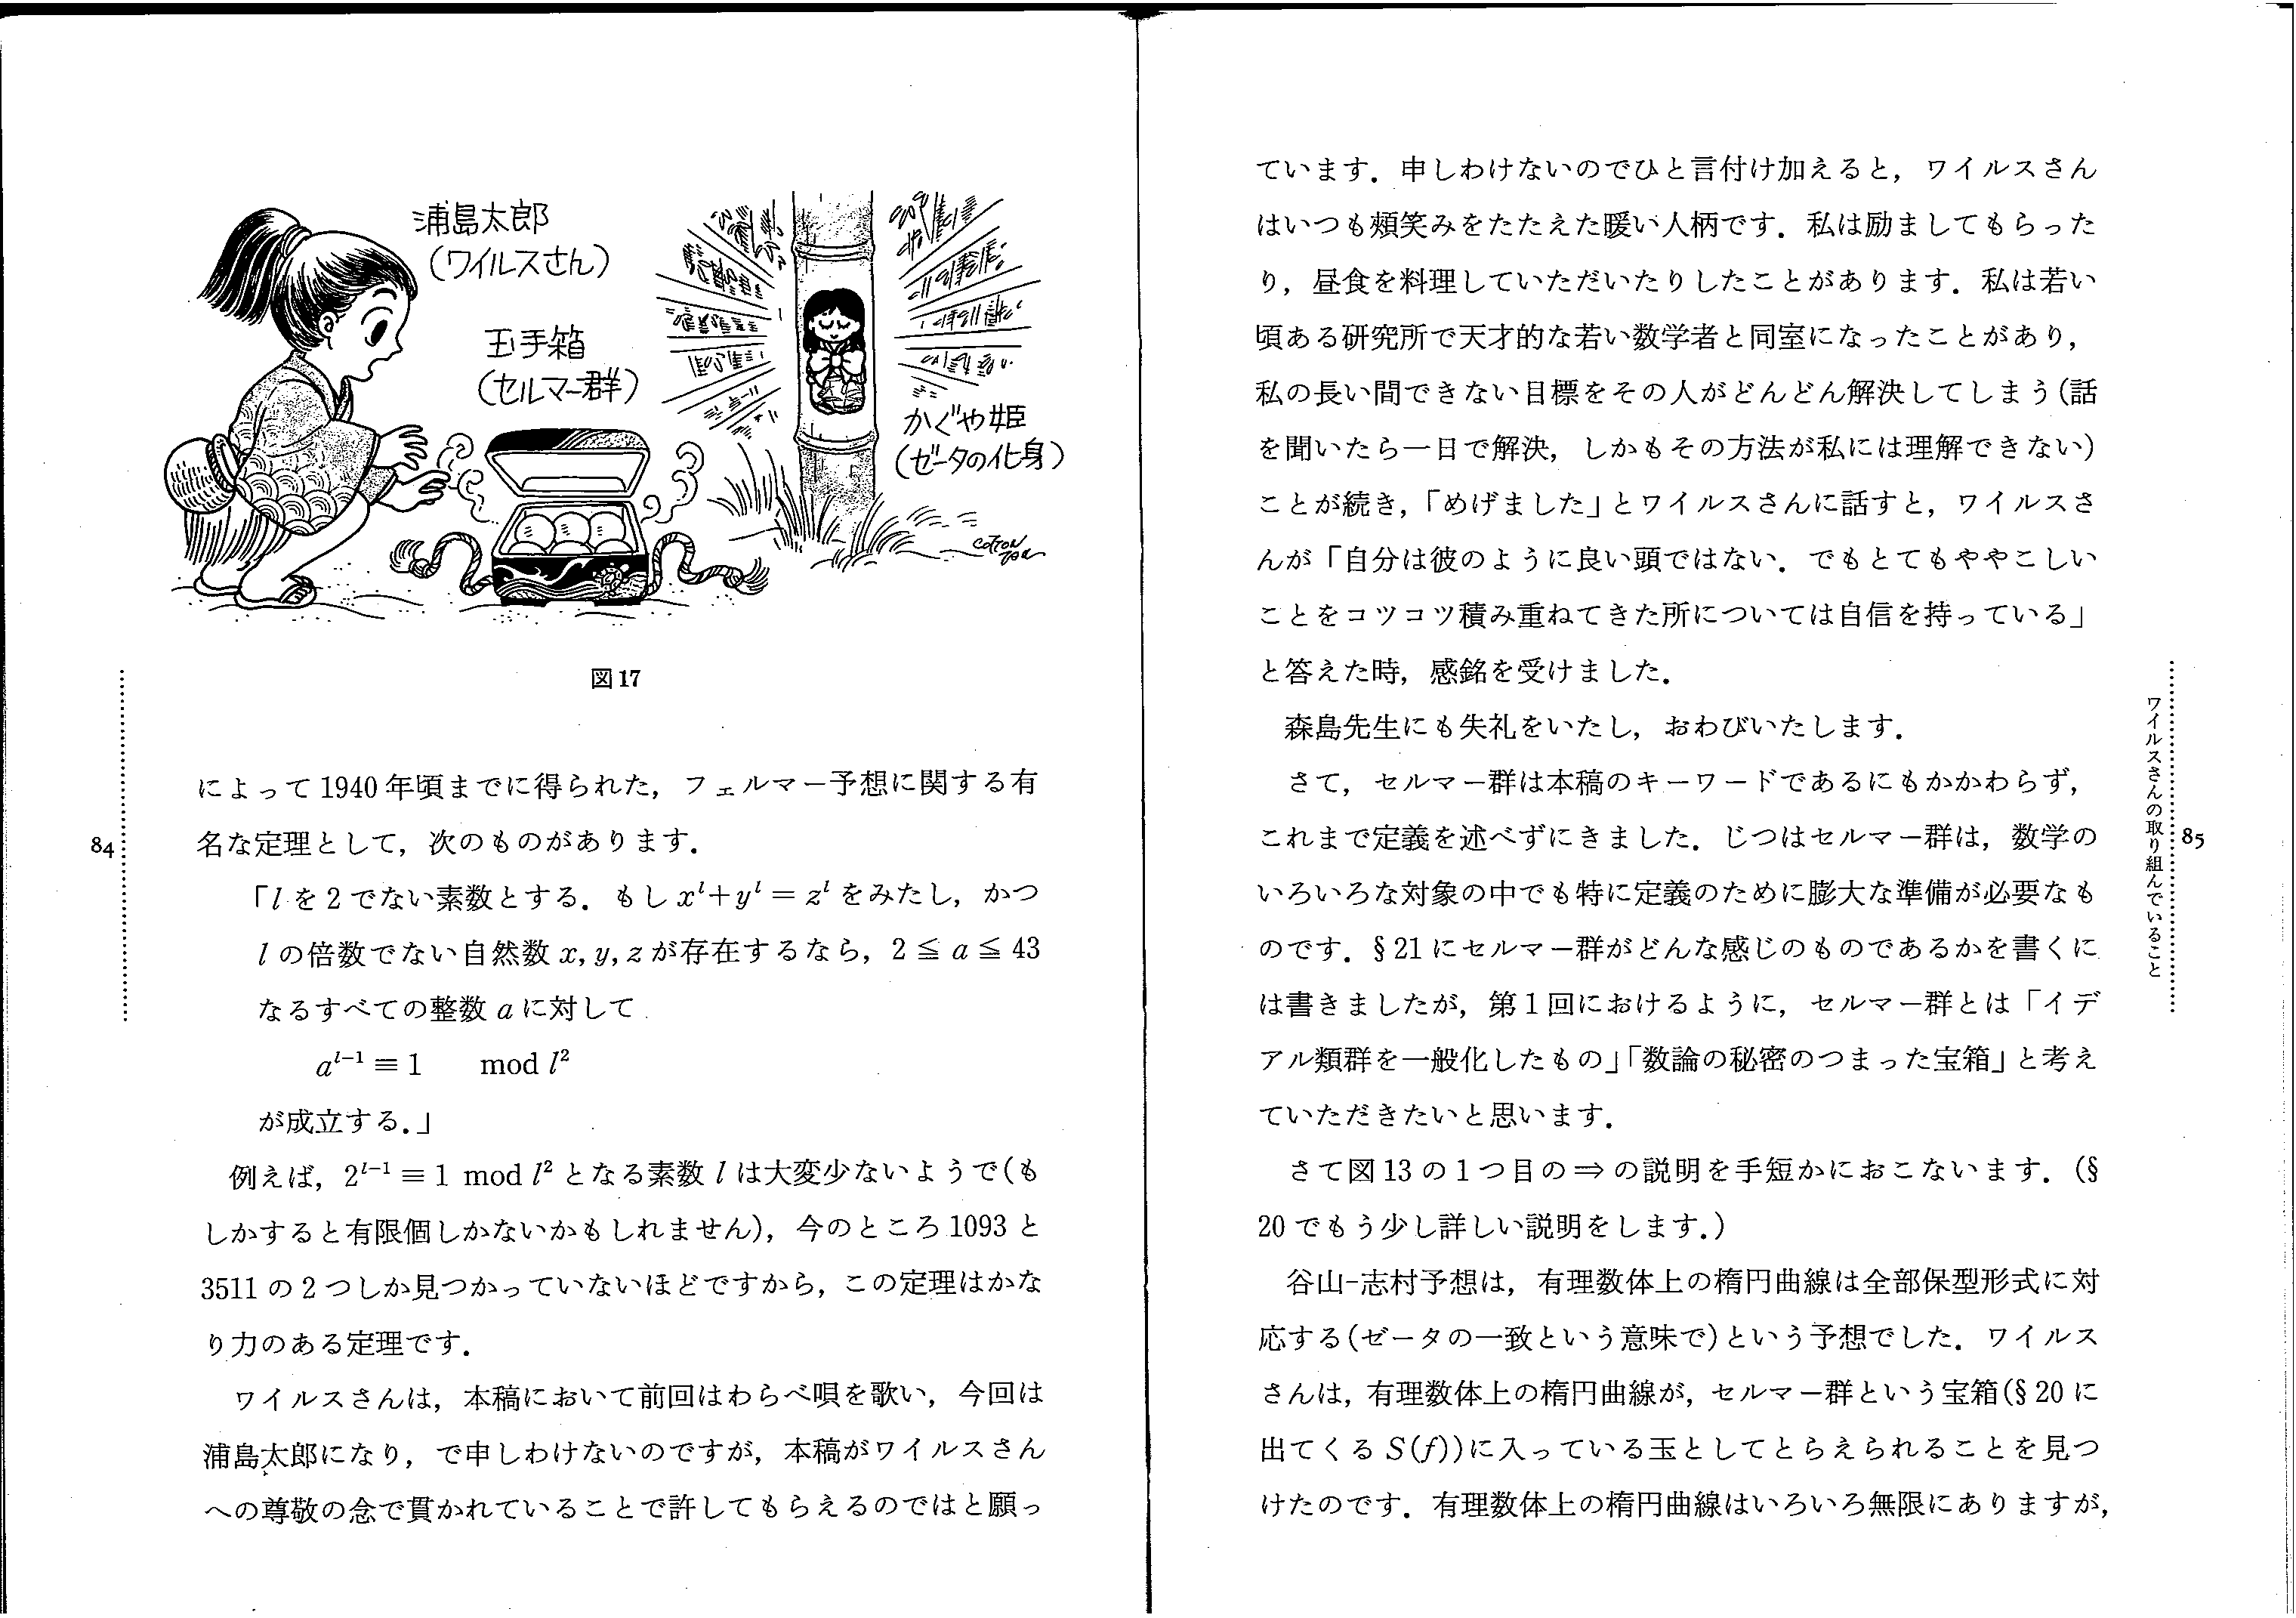 浦島太郎
(ワイルスさん)
玉手箱
(セルマー群)
かぐや姫
(ゼータの化身)
COTTON
図17
によって1940年頃までに得られた，フェルマー予想に関する有
名な定理として，次のものがあります．
「lを2でない素数とする．もし x^l+y^l = z^l をみたし，かつ
lの倍数でない自然数 x, y, z が存在するなら，2 ≦ a ≦ 43
なるすべての整数 a に対して
a^{l-1} ≡ 1　mod l^2
が成立する．」
例えば，2^{l-1} ≡ 1 mod l^2 となる素数 l は大変少ないようで(も
しかすると有限個しかないかもしれません)，今のところ1093と
3511の2つしか見つかっていないほどですから，この定理はかな
り力のある定理です．
ワイルスさんは，本稿において前回はわらべ唄を歌い，今回は
浦島太郎になり，で申しわけないのですが，本稿がワイルスさん
への尊敬の念で貫かれていることで許してもらえるのではと願っ
84
ています．申しわけないのでひと言付け加えると，ワイルスさん
はいつも頰笑みをたたえた暖い人柄です．私は励ましてもらった
り，昼食を料理していただいたりしたことがあります．私は若い
頃ある研究所で天才的な若い数学者と同室になったことがあり，
私の長い間できない目標をその人がどんどん解決してしまう(話
を聞いたら一日で解決，しかもその方法が私には理解できない)
ことが続き，「めげました」とワイルスさんに話すと，ワイルスさ
んが「自分は彼のように良い頭ではない．でもとてもややこしい
ことをコツコツ積み重ねてきた所については自信を持っている」
と答えた時，感銘を受けました．
森島先生にも失礼をいたし，おわびいたします．
さて，セルマー群は本稿のキーワードであるにもかかわらず，
これまで定義を述べずにきました．じつはセルマー群は，数学の
いろいろな対象の中でも特に定義のために膨大な準備が必要なも
のです．§21にセルマー群がどんな感じのものであるかを書くに
は書きましたが，第1回におけるように，セルマー群とは「イデ
アル類群を一般化したもの」「数論の秘密のつまった宝箱」と考え
ていただきたいと思います．
さて図13の1つ目の⇒の説明を手短かにおこないます．(§
20でもう少し詳しい説明をします．)
谷山-志村予想は，有理数体上の楕円曲線は全部保型形式に対
応する(ゼータの一致という意味で)という予想でした．ワイルス
さんは，有理数体上の楕円曲線が，セルマー群という宝箱(§20に
出てくる S(f))に入っている玉としてとらえられることを見つ
けたのです．有理数体上の楕円曲線はいろいろ無限にありますが，
ワイルスさんの取り組んでいること
85